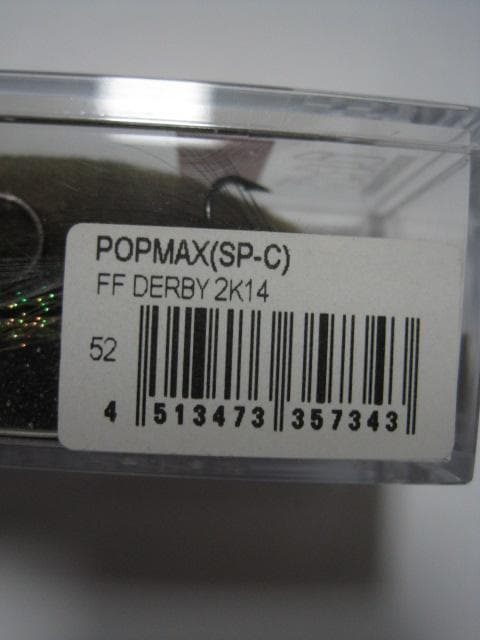 POPMAX(SP-C)
FF DERBY 2K14
52
4 513473 357343